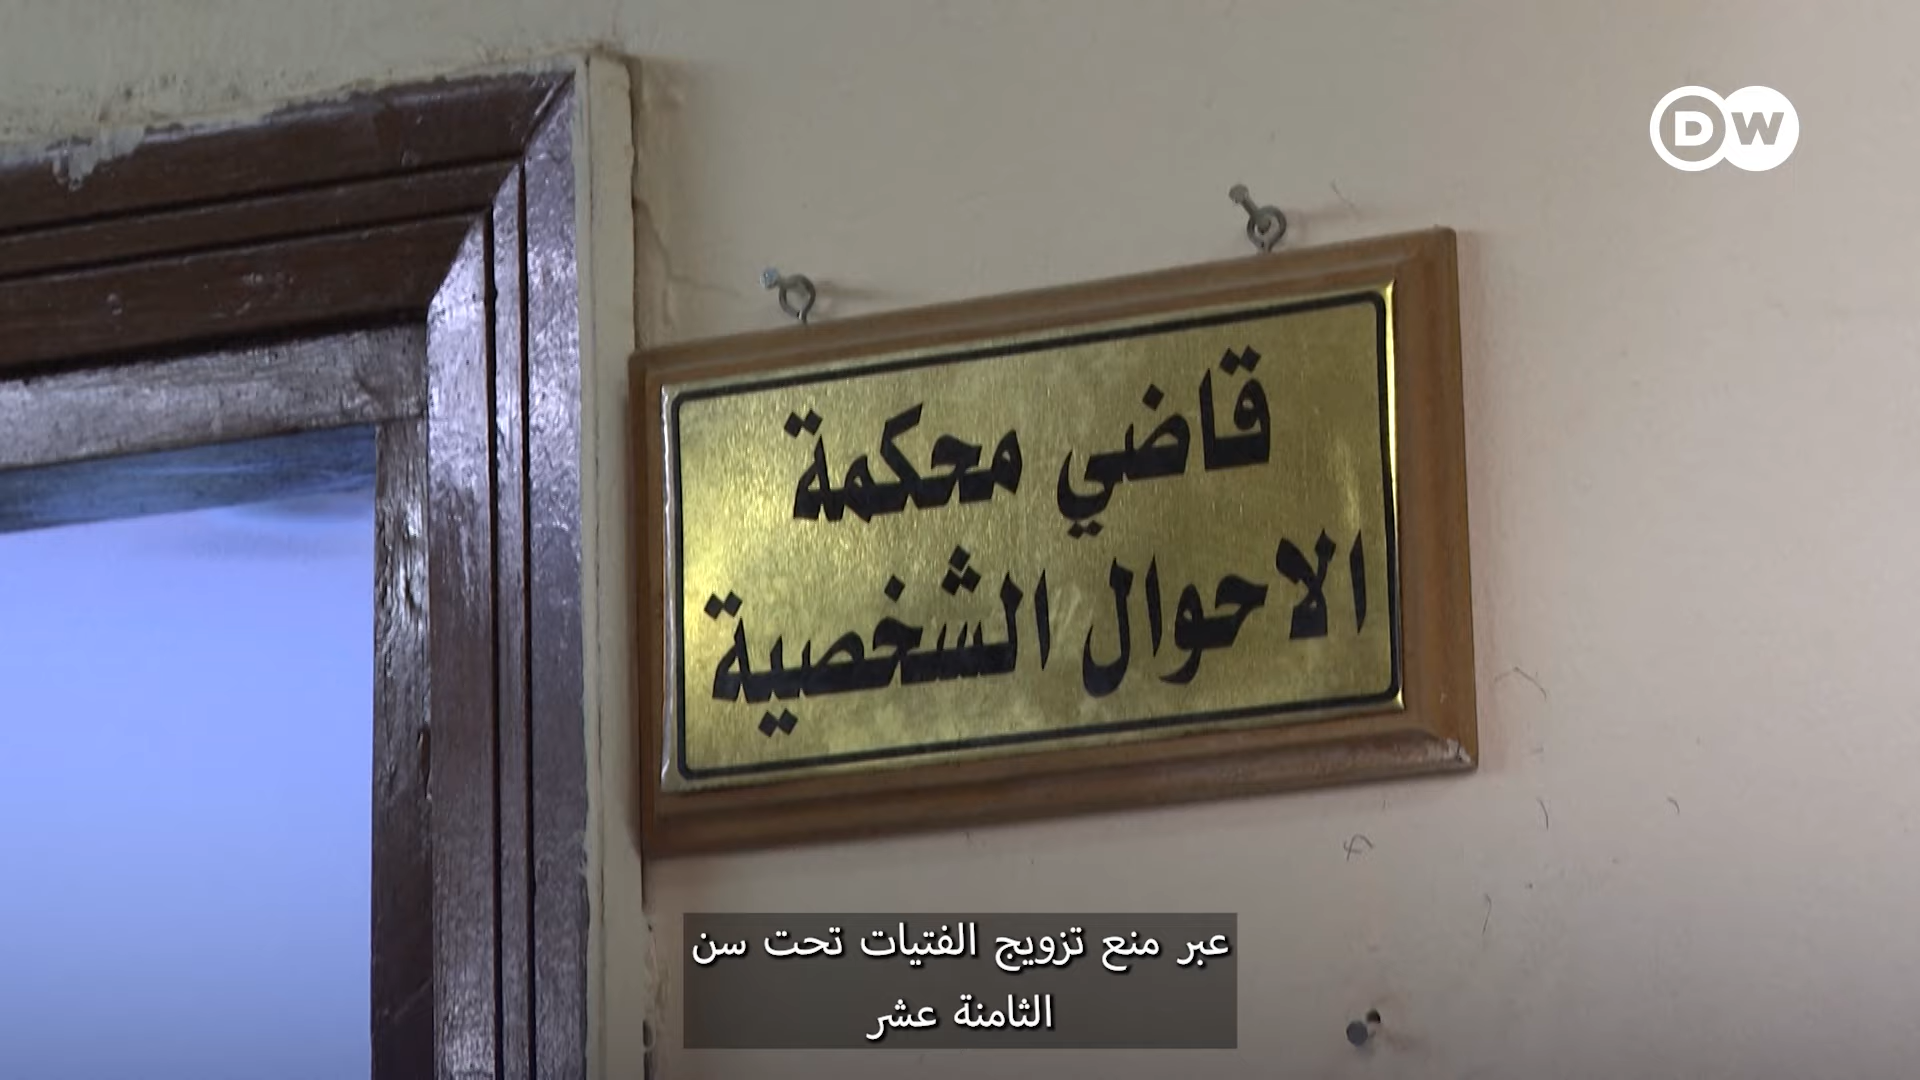 DW
قاضي محكمة
الاحوال الشخصية
عبر منع تزويج الفتيات تحت سن
الثامنة عشر